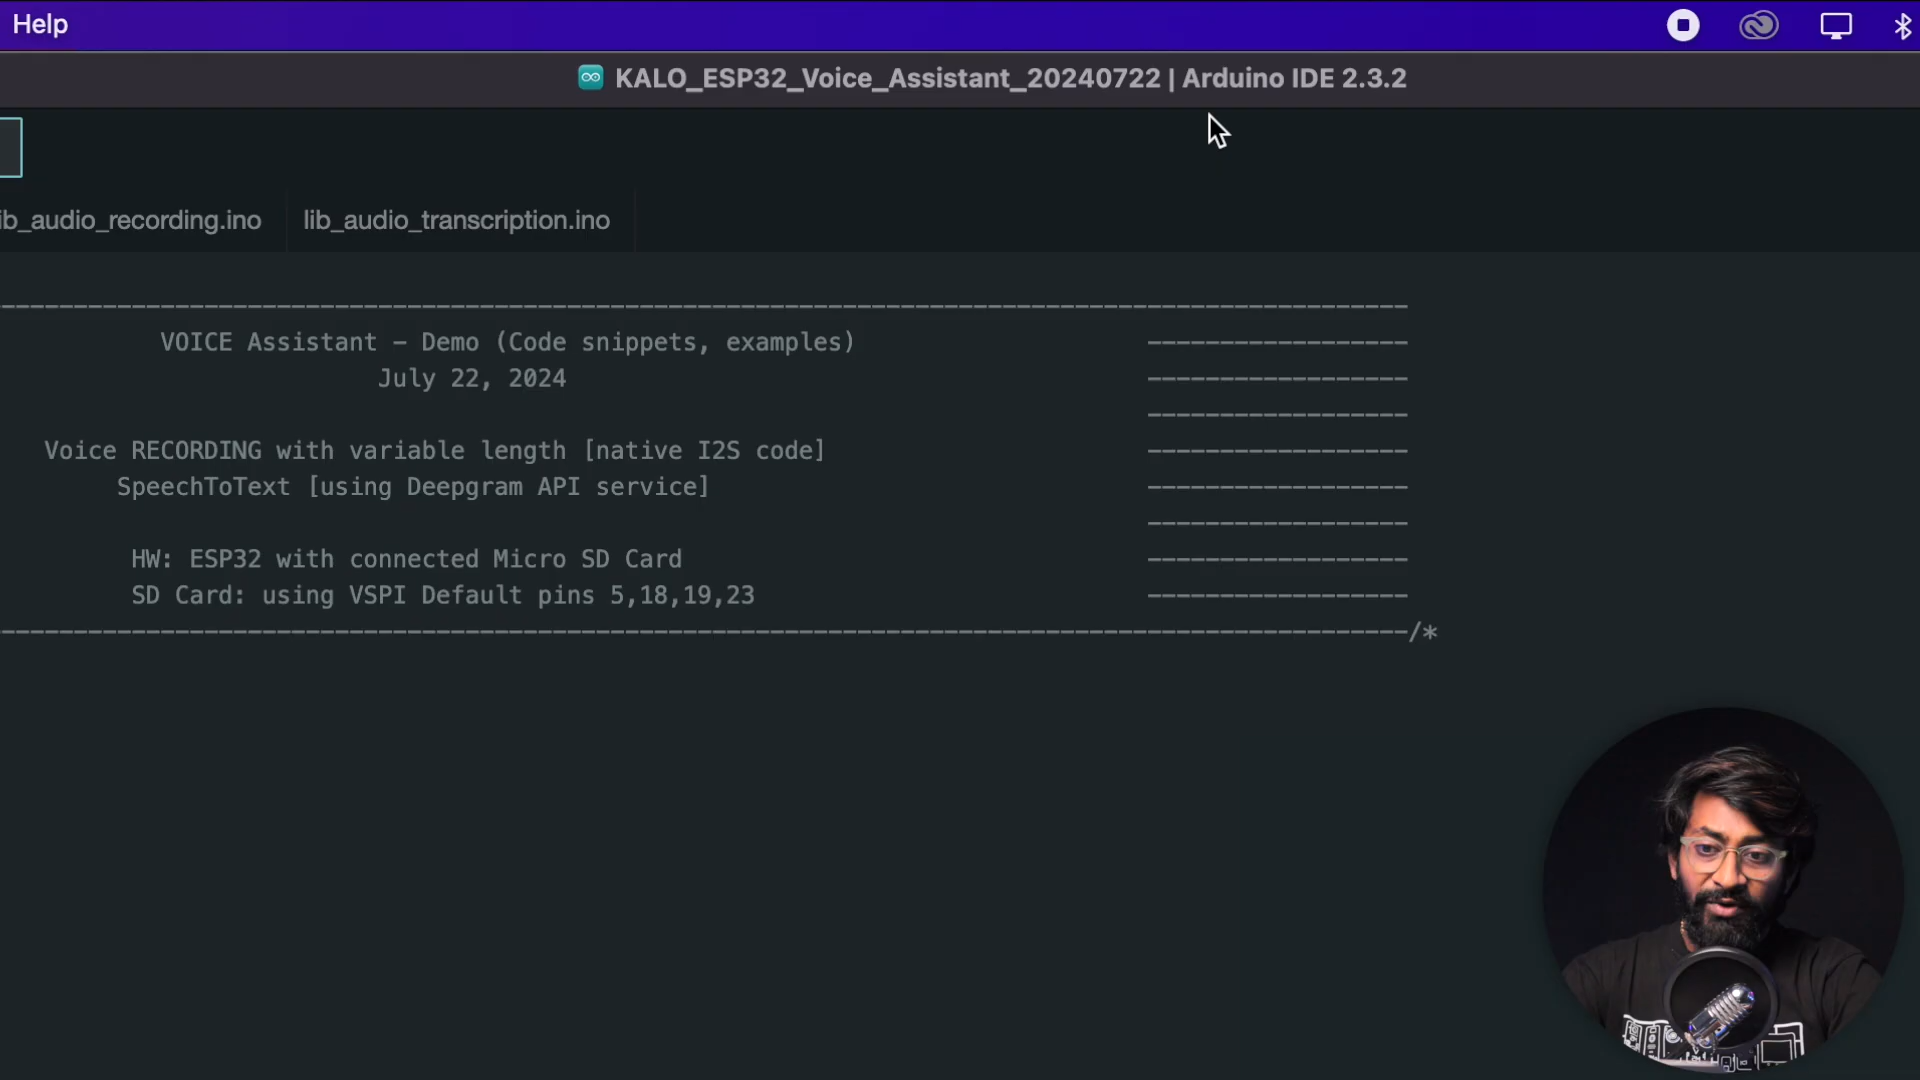 Help
KALO_ESP32_Voice_Assistant_20240722 | Arduino IDE 2.3.2
ib_audio_recording.ino
lib_audio_transcription.ino
VOICE Assistant – Demo (Code snippets, examples)
July 22, 2024
Voice RECORDING with variable length [native I2S code]
SpeechToText [using Deepgram API service]
HW: ESP32 with connected Micro SD Card
SD Card: using VSPI Default pins 5,18,19,23
/*